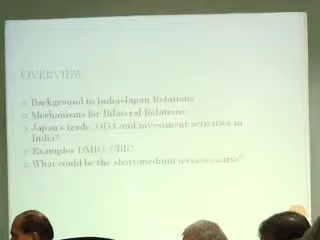 OVERVIEW
Background to India-Japan Relations
Mechanisms for Bilateral Relations
Japan's trade, ODA and investment activities in
India?
Examples DMIC, CBIC
What could be the short-medium term scenario?